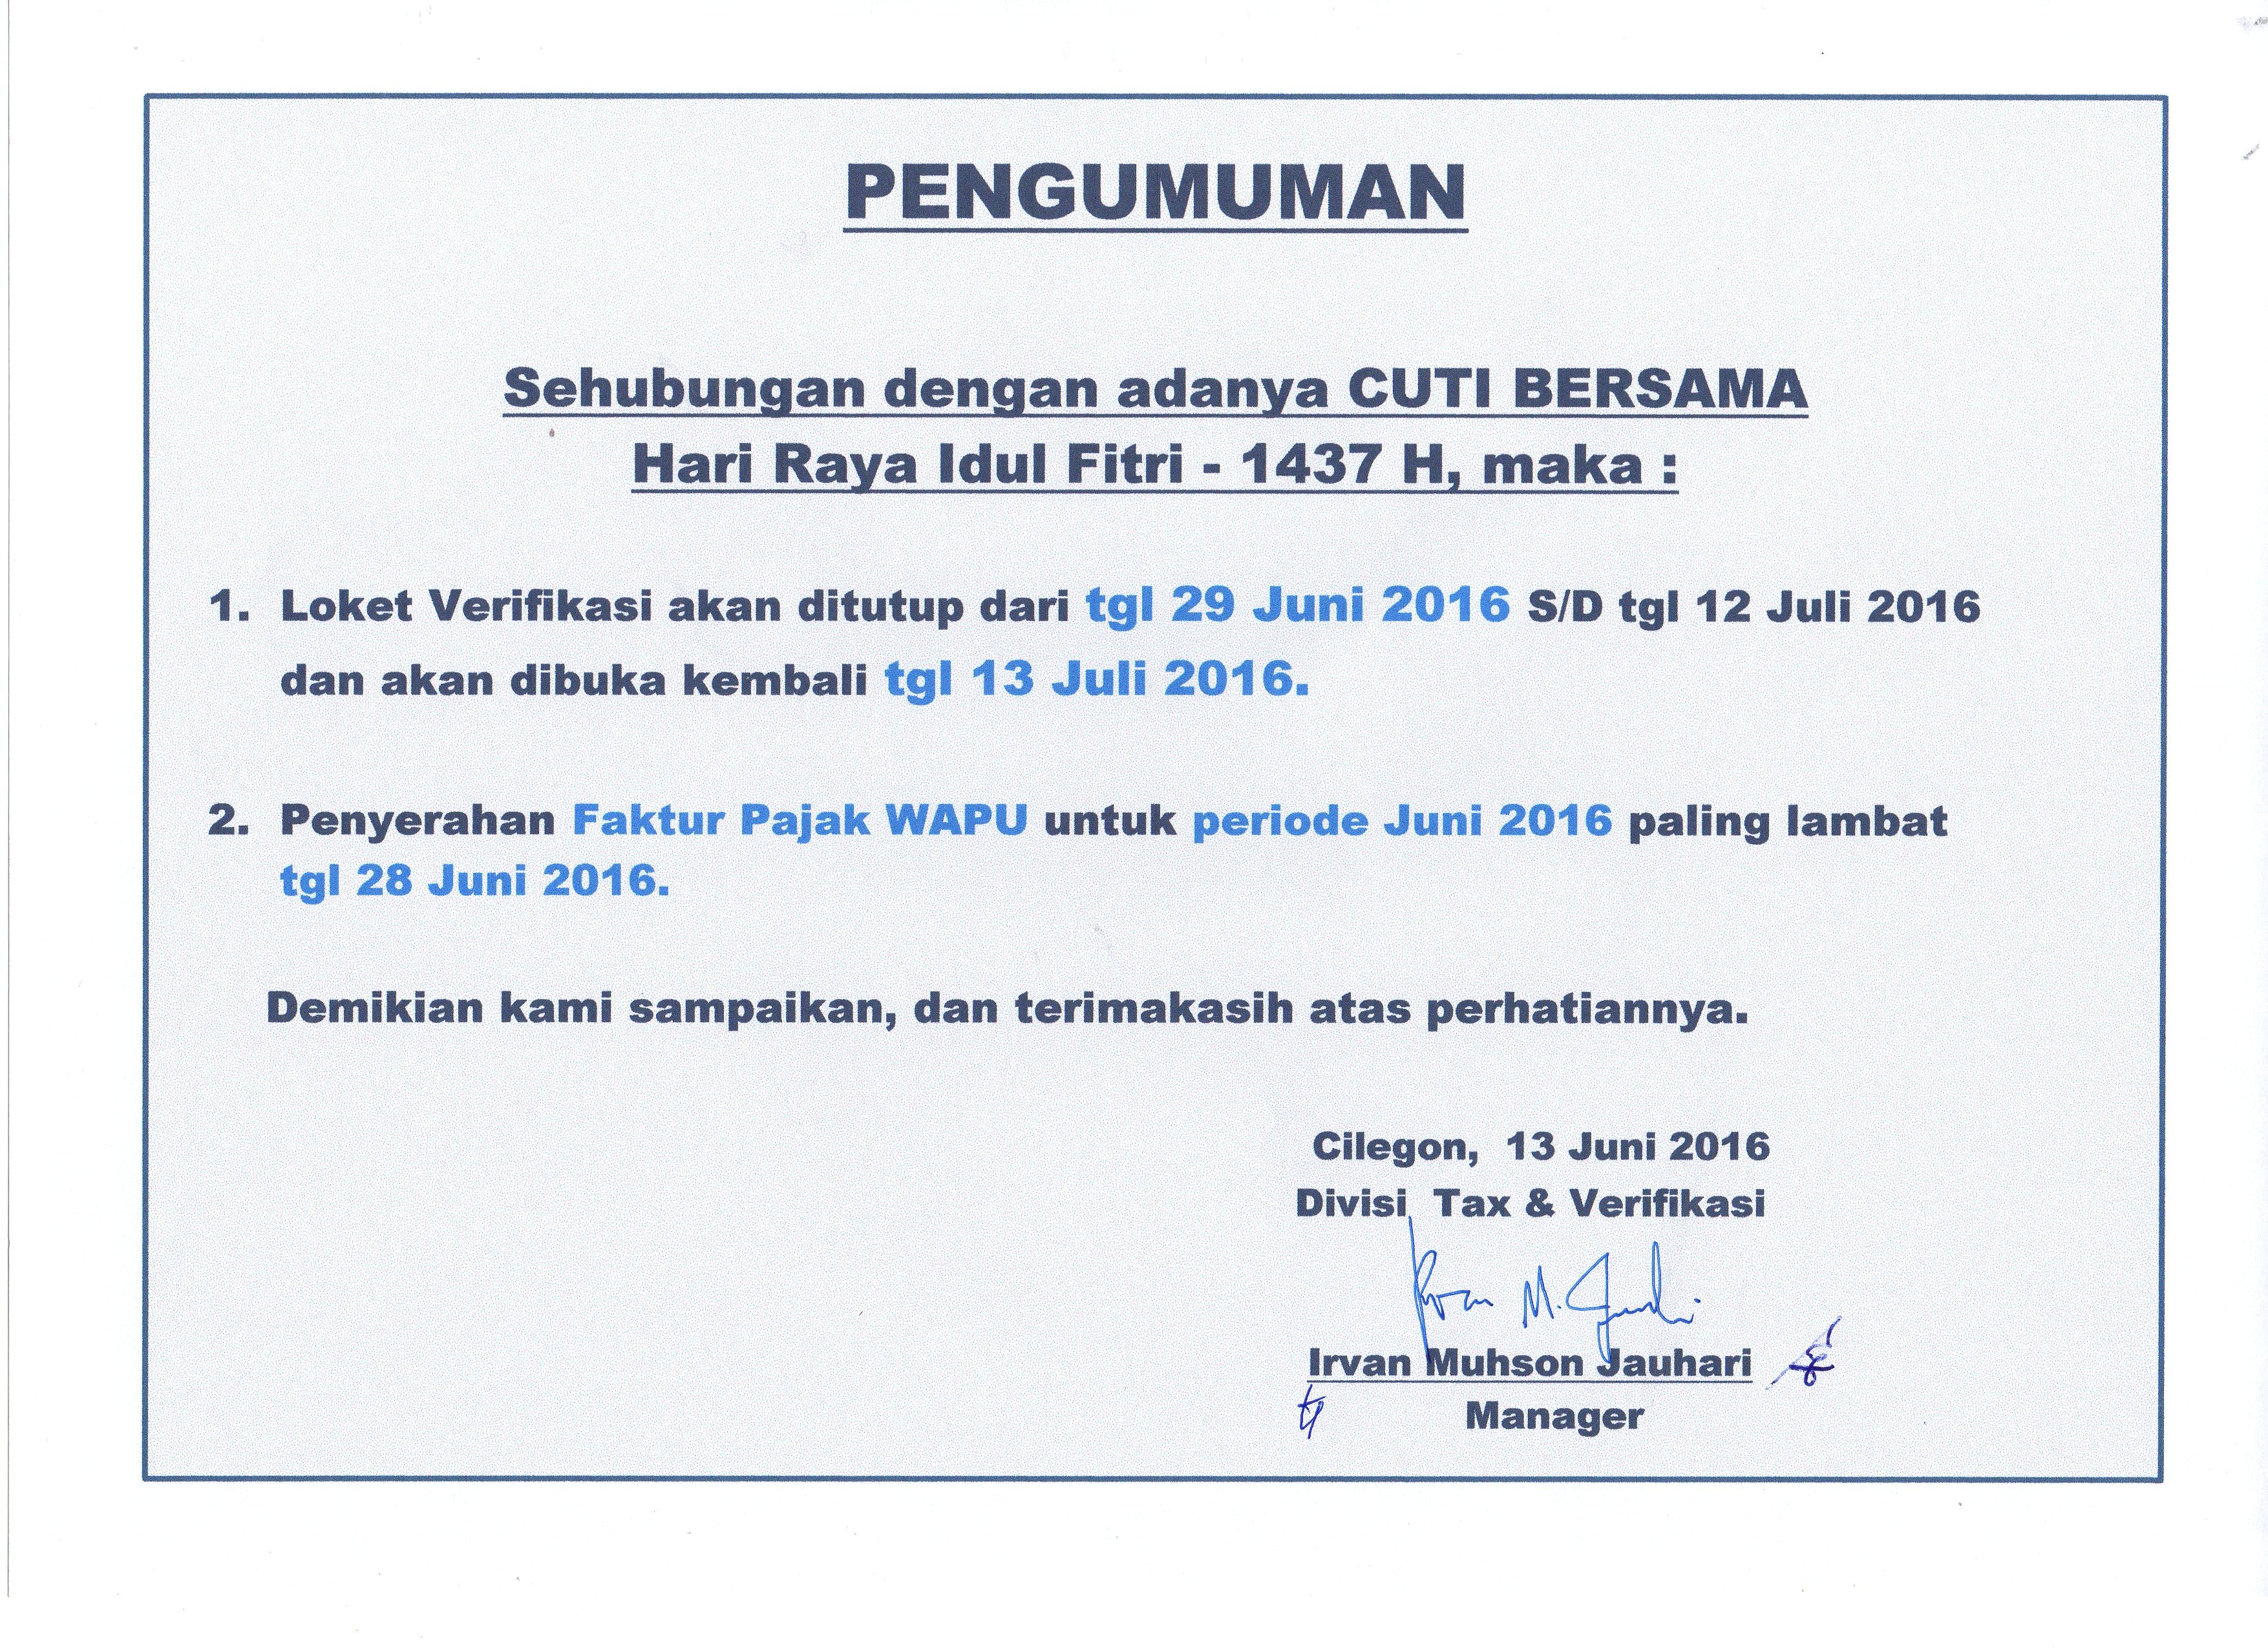 PENGUMUMAN
Sehubungan dengan adanya CUTI BERSAMA
Hari Raya Idul Fitri - 1437 H, maka :
1. Loket Verifikasi akan ditutup dari tgl 29 Juni 2016 S/D tgl 12 Juli 2016
dan akan dibuka kembali tgl 13 Juli 2016.
2. Penyerahan Faktur Pajak WAPU untuk periode Juni 2016 paling lambat
tgl 28 Juni 2016.
Demikian kami sampaikan, dan terimakasih atas perhatiannya.
Cilegon, 13 Juni 2016
Divisi Tax & Verifikasi
Irvan Muhson Jauhari
Manager